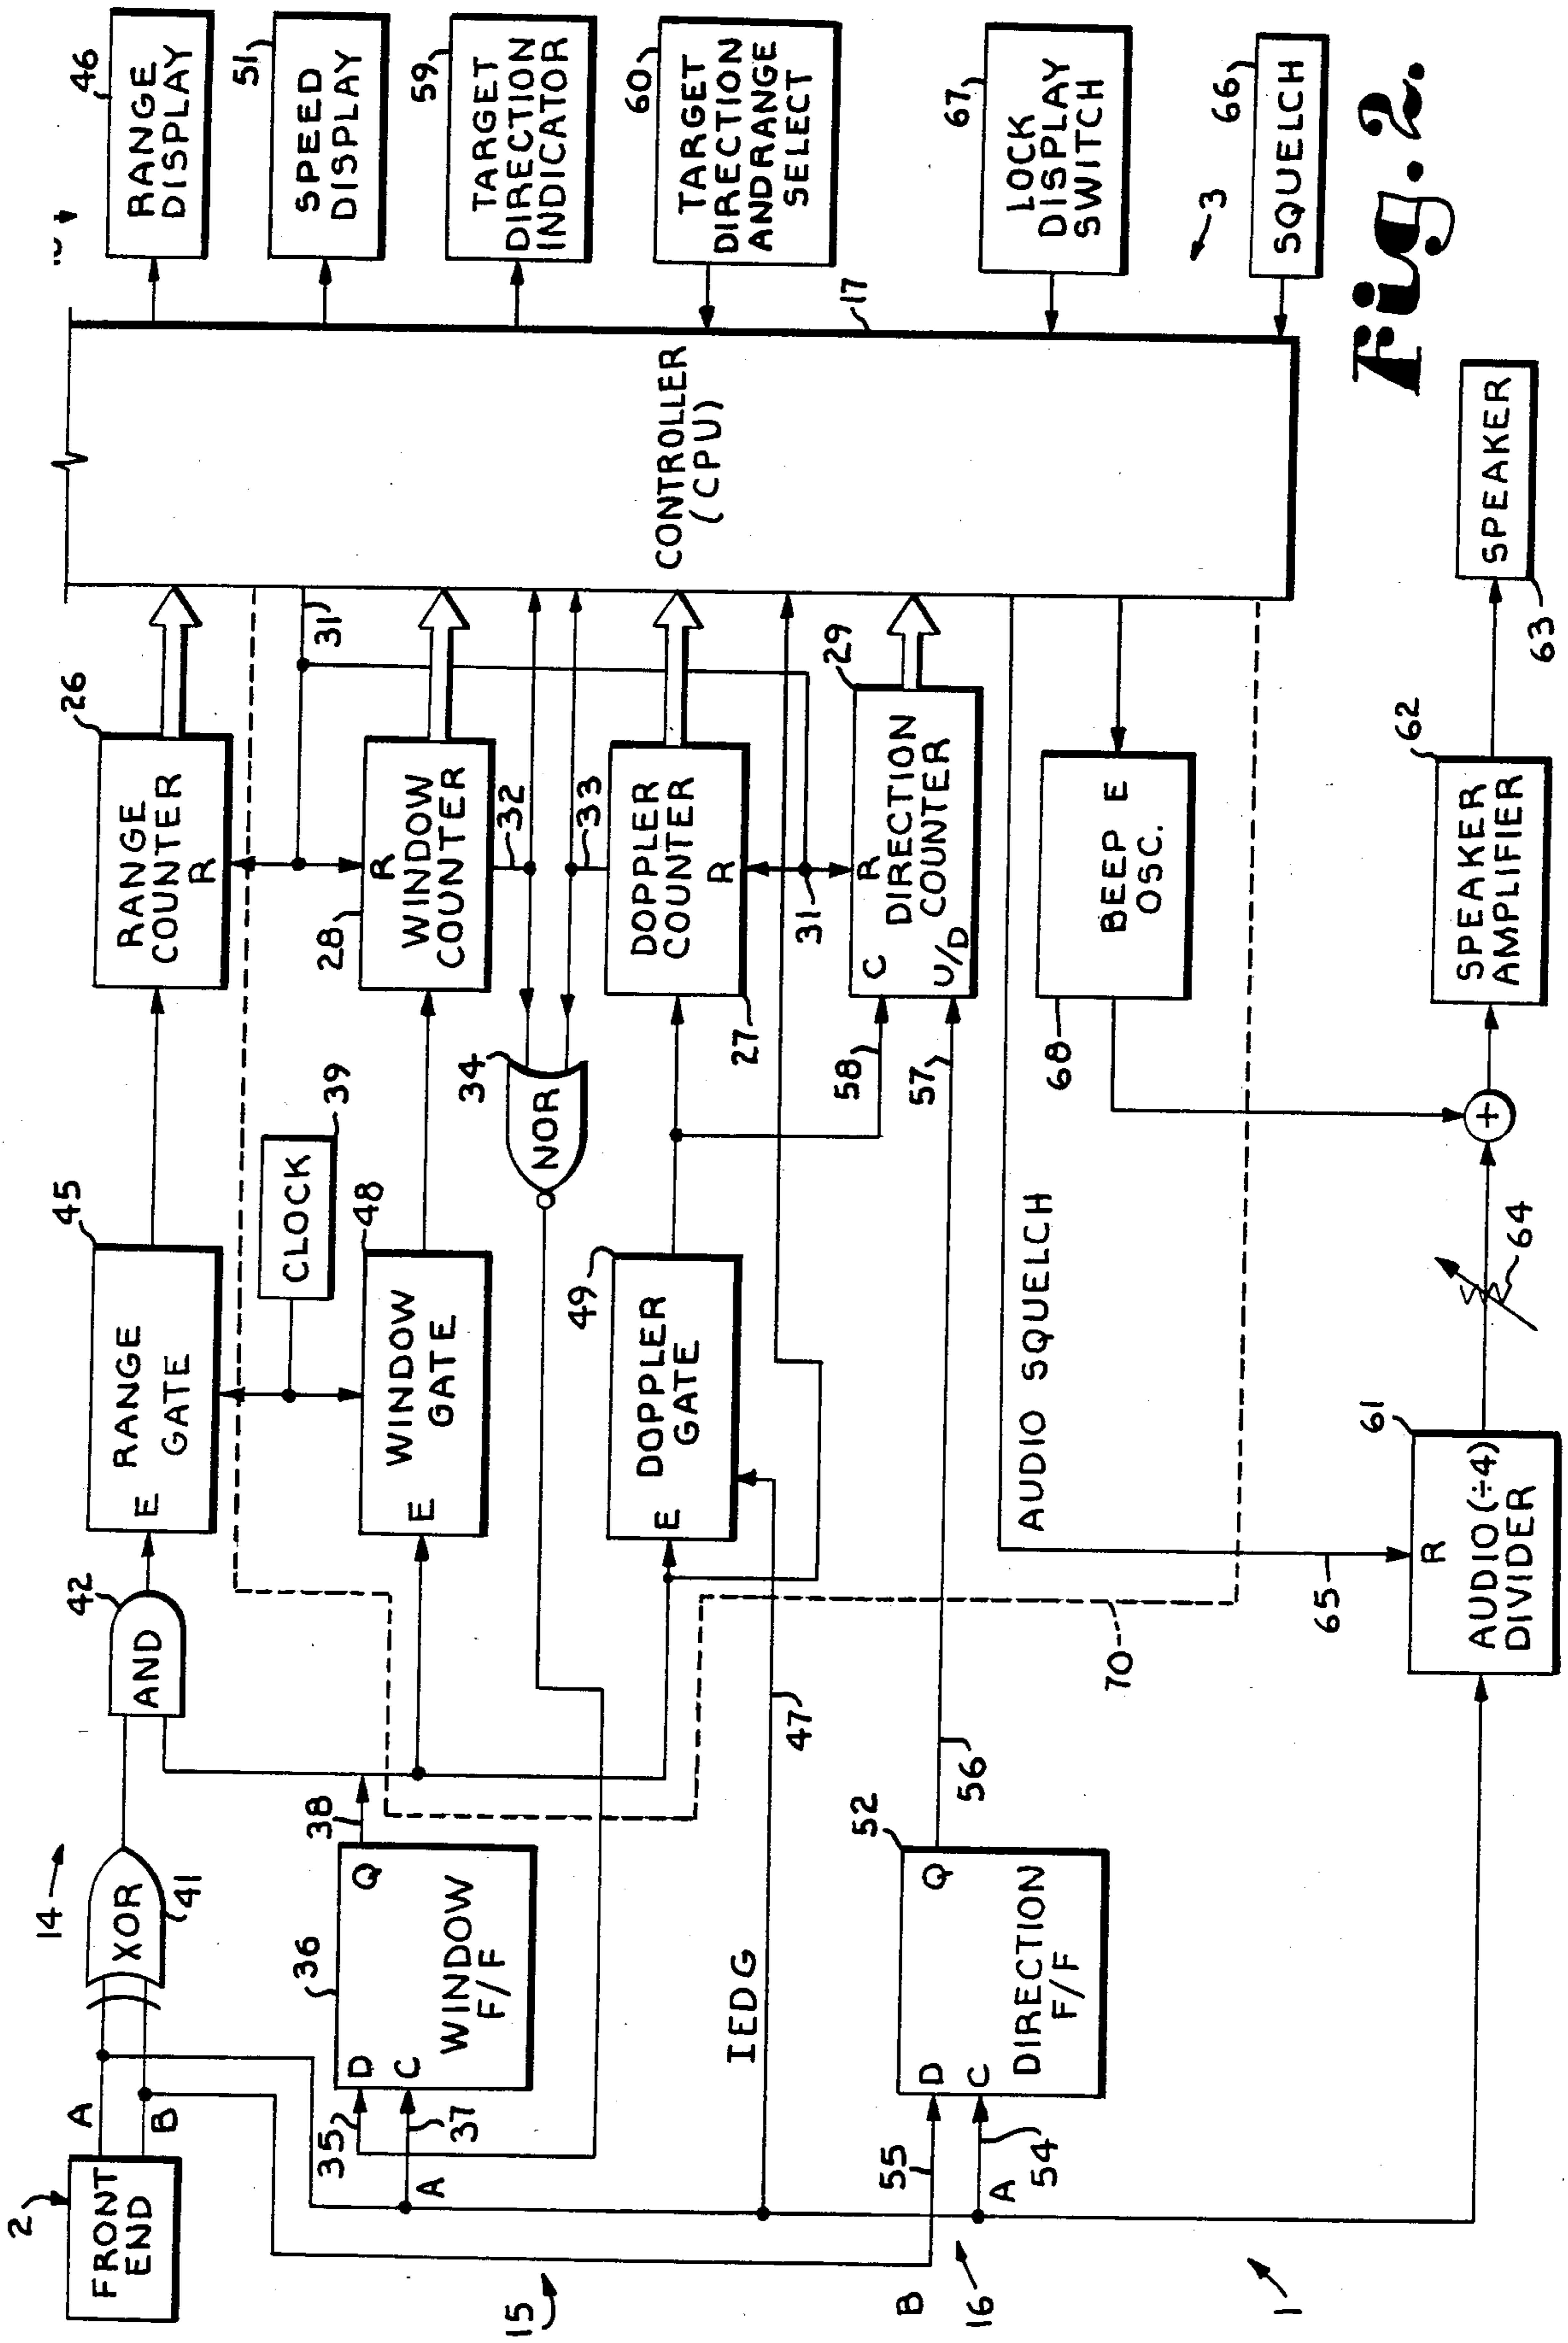 2
FRONT
END
A
B
14
XOR
41
AND
42
45
E RANGE
GATE
26
RANGE
COUNTER
R
46
RANGE
DISPLAY
51
SPEED
DISPLAY
59
TARGET
DIRECTION
INDICATOR
60
TARGET
DIRECTION
ANDRANGE
SELECT
67
LOCK
DISPLAY
SWITCH
3
66
SQUELCH
17
CONTROLLER
(CPU)
31
CLOCK
39
48
E WINDOW
GATE
28
R
WINDOW
COUNTER
32
33
34
NOR
36
D
C
Q
WINDOW
F/F
38
35
37
A
15
49
E DOPPLER
GATE
DOPPLER
COUNTER
R
27
31
IEDG
47
29
R
C DIRECTION
COUNTER
U/D
58
57
52
D
C
Q
DIRECTION
F/F
56
55
54
A
B
16
1
70
AUDIO SQUELCH
65
68
BEEP E
OSC.
61
R
AUDIO (÷4)
DIVIDER
64
+
62
SPEAKER
AMPLIFIER
63
SPEAKER
Fig. 2.